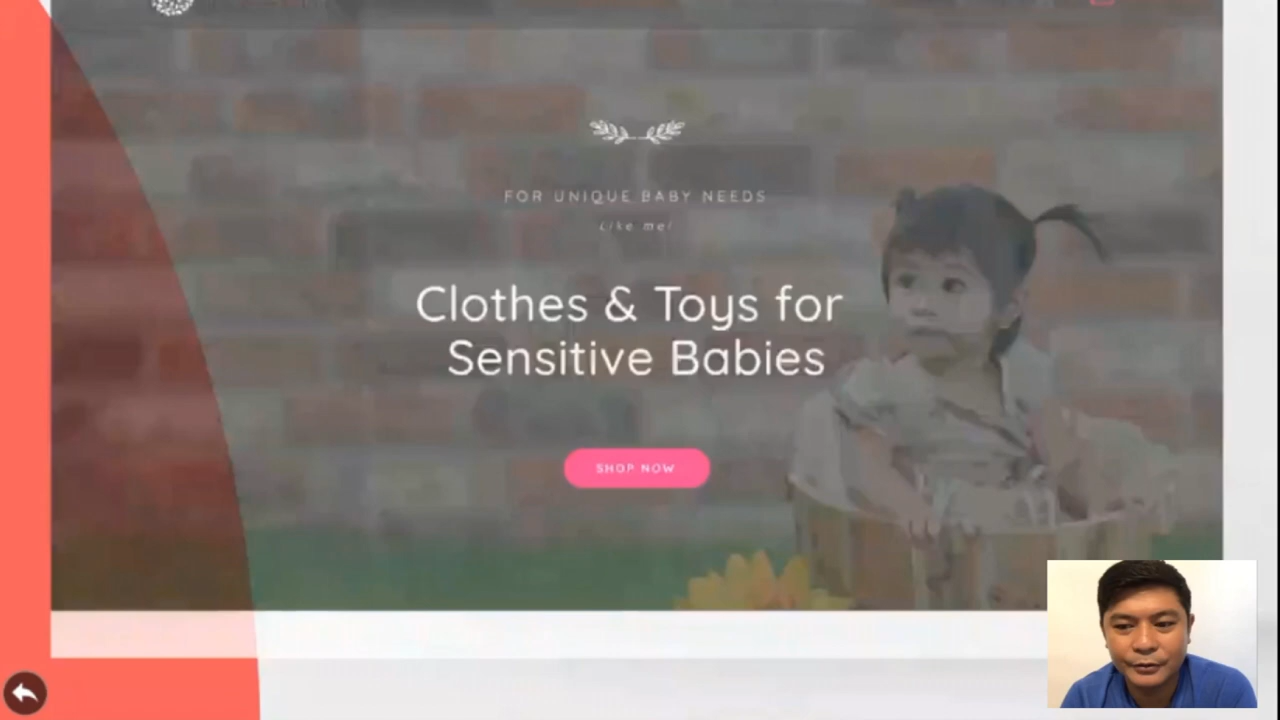 FOR UNIQUE BABY NEEDS
(like me)
Clothes & Toys for
Sensitive Babies
SHOP NOW